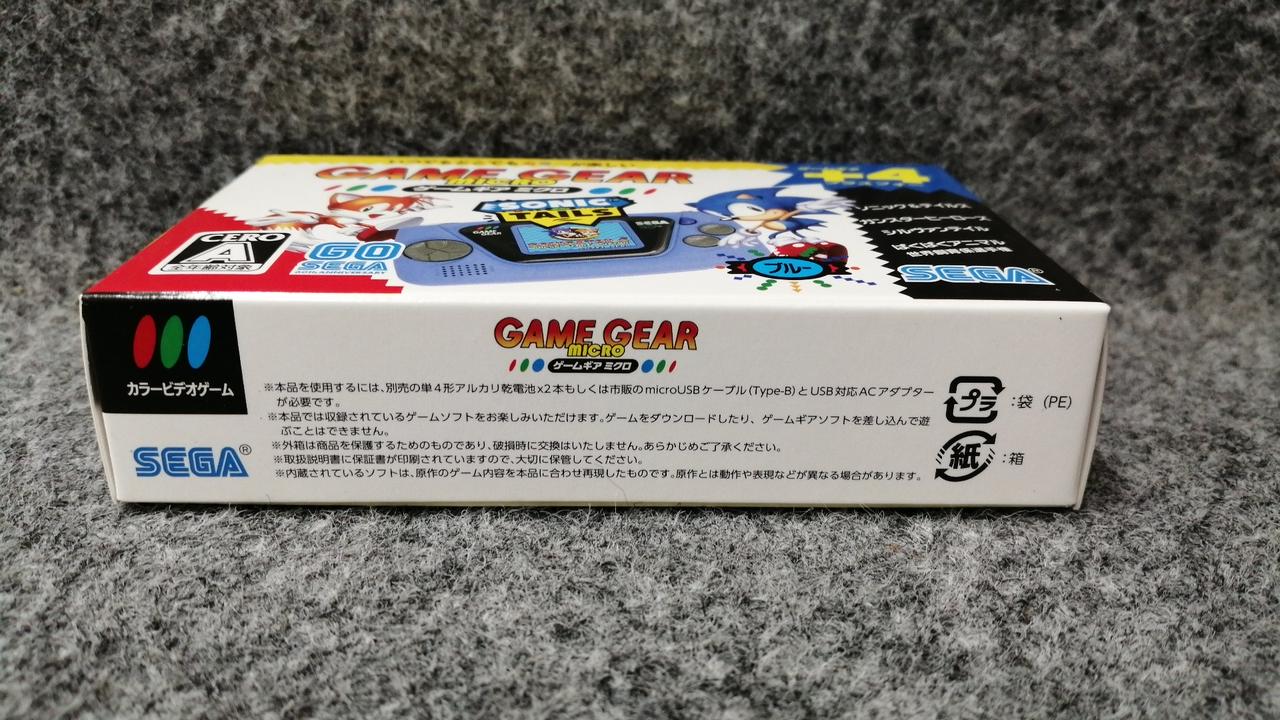 GAME GEAR
micro
ゲームギア ミクロ
+4
SONIC
TAILS
SEGA
CERO
A
全年齢対象
GO
SEGA
60th ANNIVERSARY
ブルー
ソニック&テイルス
ガンスターヒーローズ
シルヴァンテイル
ばくばくアニマル
世界飼育係選手権
SEGA®
カラービデオゲーム
SEGA®
GAME GEAR
MICRO
ゲームギア ミクロ
※本品を使用するには、別売の単4形アルカリ乾電池x2本もしくは市販のmicroUSBケーブル(Type-B)とUSB対応ACアダプター
が必要です。
※本品では収録されているゲームソフトをお楽しみいただけます。ゲームをダウンロードしたり、ゲームギアソフトを差し込んで遊
ぶことはできません。
※外箱は商品を保護するためのものであり、破損時に交換はいたしません。あらかじめご了承ください。
※取扱説明書に保証書が印刷されていますので、大切に保管してください。
※内蔵されているソフトは、原作のゲーム内容を本品に合わせ再現したものです。原作とは動作や表現などが異なる場合があります。
プラ:袋 (PE)
紙:箱